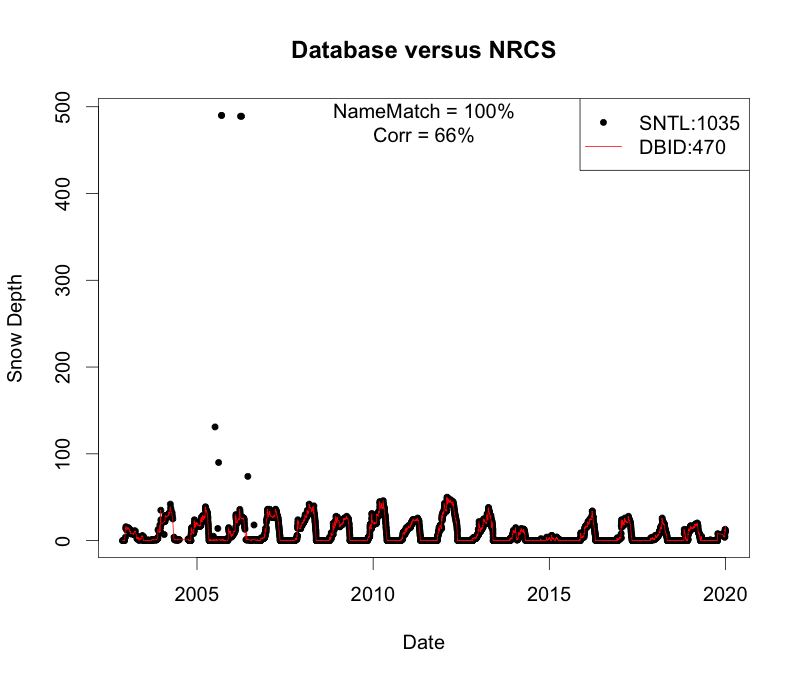 Database versus NRCS
NameMatch = 100%
Corr = 66%
SNTL:1035
DBID:470
500
400
300
200
100
0
Snow Depth
2005
2010
2015
2020
Date